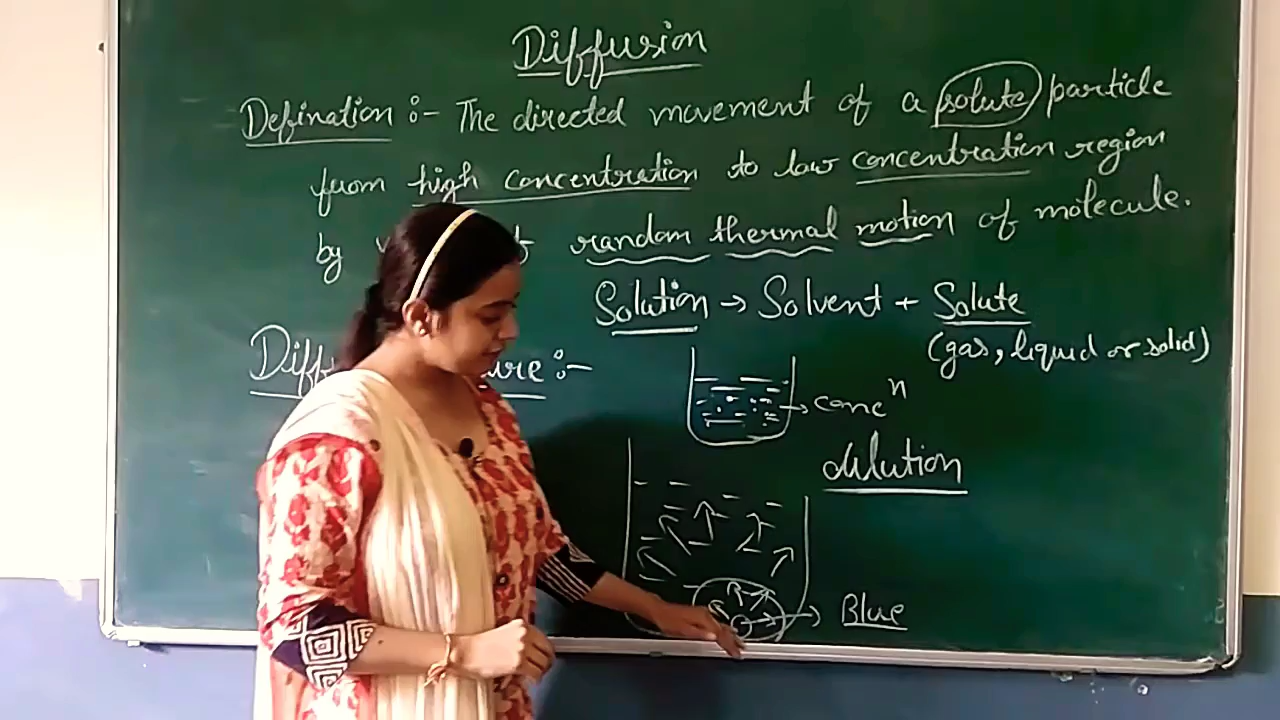 Diffusion
Defination :- The directed movement of a solute particle
from high concentration to low concentration region
by random thermal motion of molecule.
Solution → Solvent + Solute
(gas, liquid or solid)
:-
→ concⁿ
dilution
→ Blue